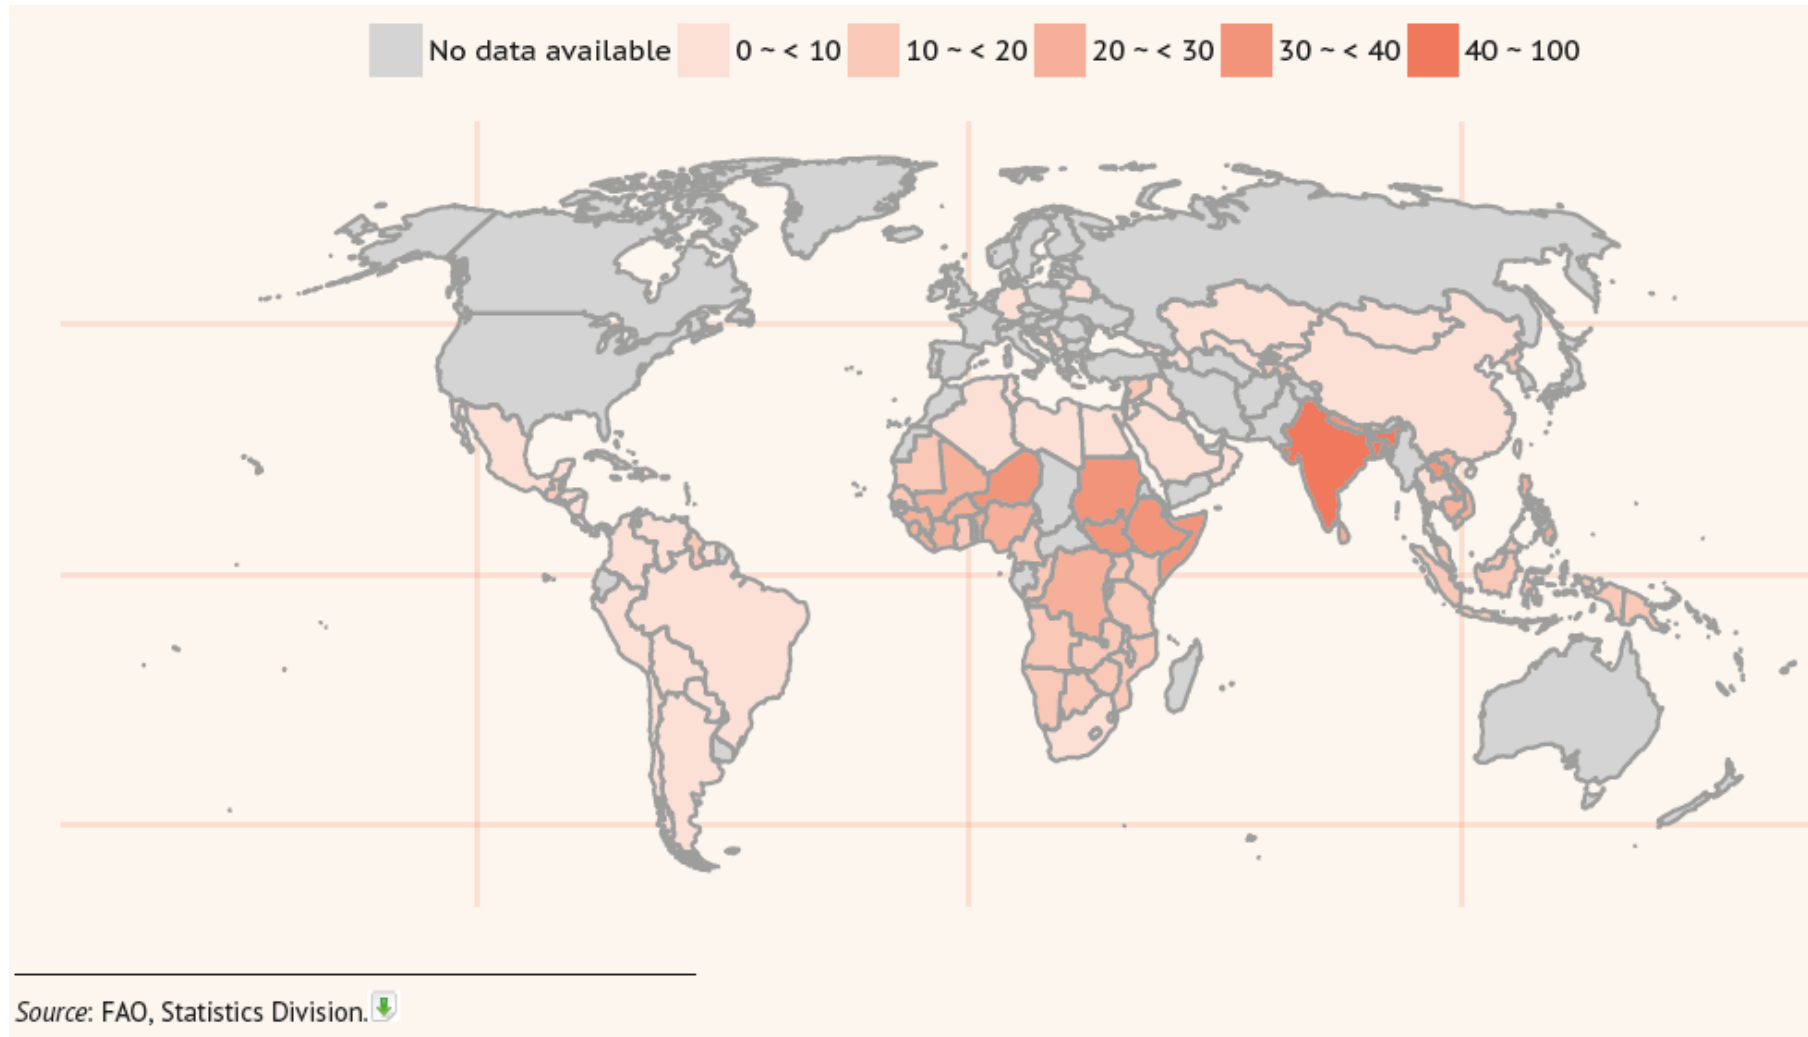 No data available 0 ~ < 10 10 ~ < 20 20 ~ < 30 30 ~ < 40 40 ~ 100
Source: FAO, Statistics Division.